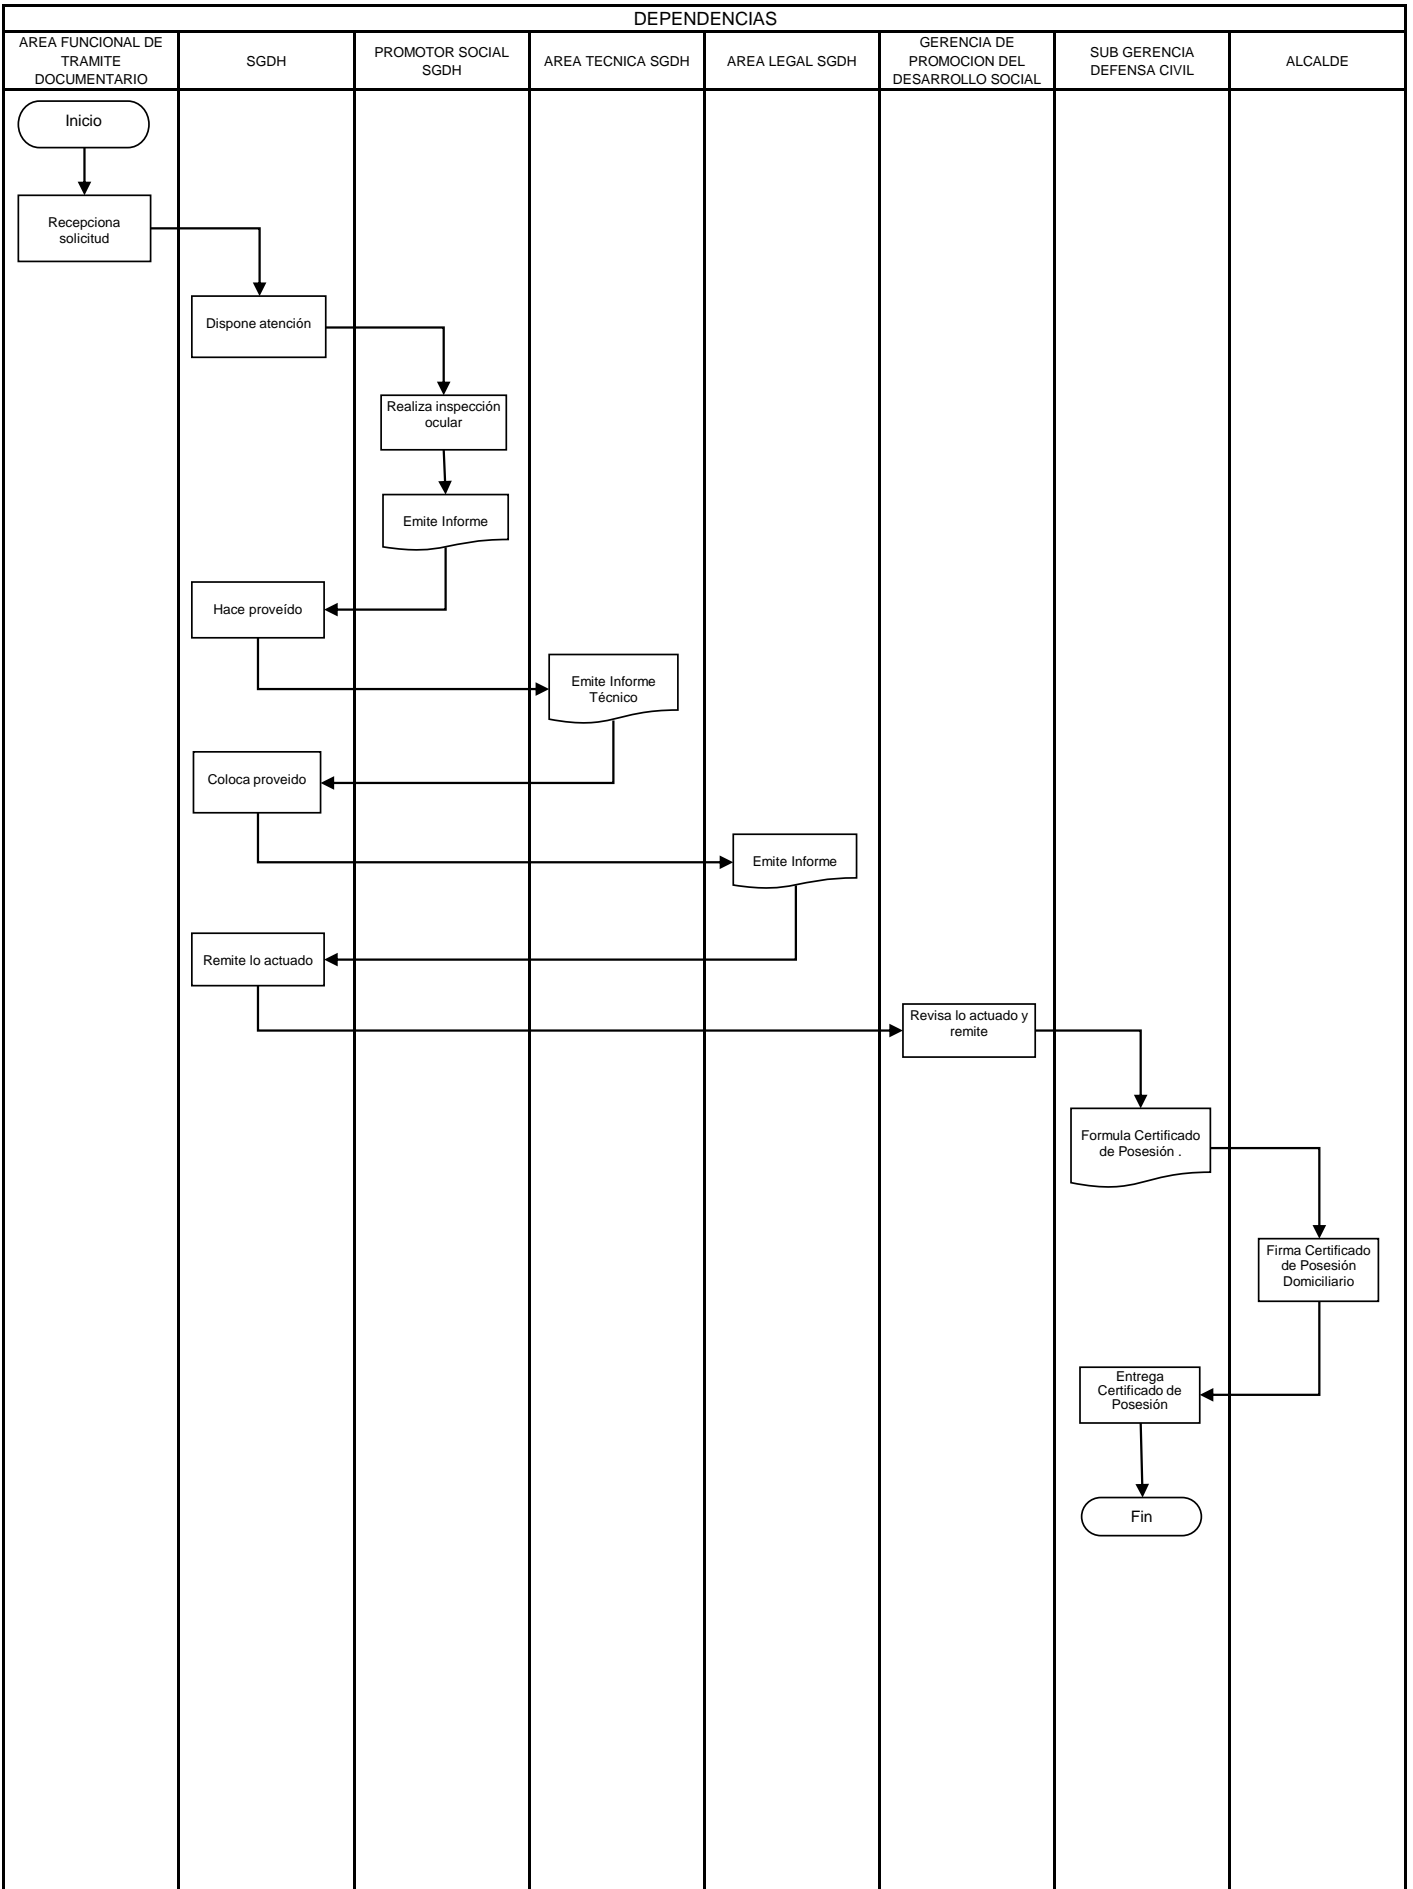 DEPENDENCIAS
AREA FUNCIONAL DE
TRAMITE
DOCUMENTARIO
SGDH
PROMOTOR SOCIAL
SGDH
AREA TECNICA SGDH
AREA LEGAL SGDH
GERENCIA DE
PROMOCION DEL
DESARROLLO SOCIAL
SUB GERENCIA
DEFENSA CIVIL
ALCALDE
Inicio
Recepciona
solicitud
Dispone atención
Realiza inspección
ocular
Emite Informe
Hace proveído
Emite Informe
Técnico
Coloca proveido
Emite Informe
Remite lo actuado
Revisa lo actuado y
remite
Formula Certificado
de Posesión .
Firma Certificado
de Posesión
Domiciliario
Entrega
Certificado de
Posesión
Fin